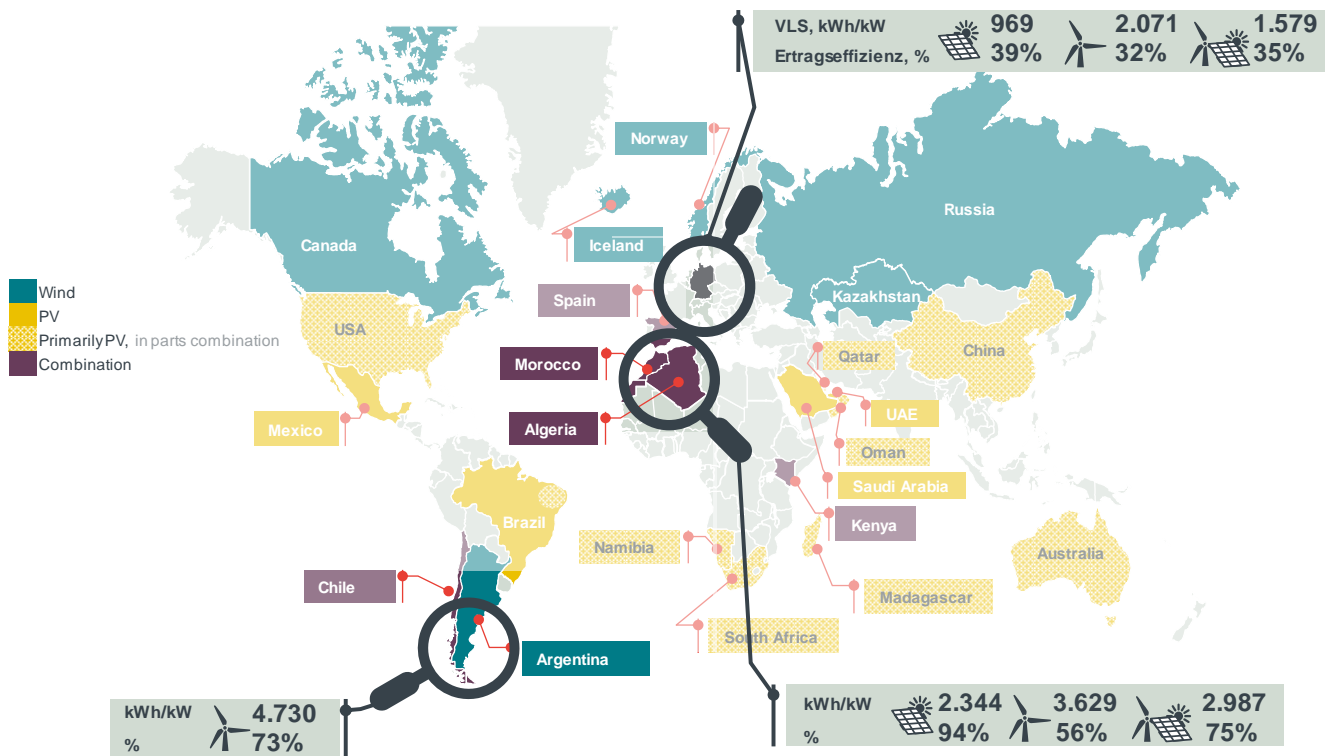 VLS, kWh/kW 969 2.071 1.579
Ertragseffizienz, % 39% 32% 35%
Norway
Russia
Canada
Iceland
Wind
PV
Primarily PV, in parts combination
Combination
Spain
Kazakhstan
USA
China
Qatar
Morocco
Mexico
Algeria
UAE
Oman
Saudi Arabia
Brazil
Kenya
Namibia
Australia
Chile
Madagascar
South Africa
Argentina
kWh/kW 4.730
% 73%
kWh/kW 2.344 3.629 2.987
% 94% 56% 75%